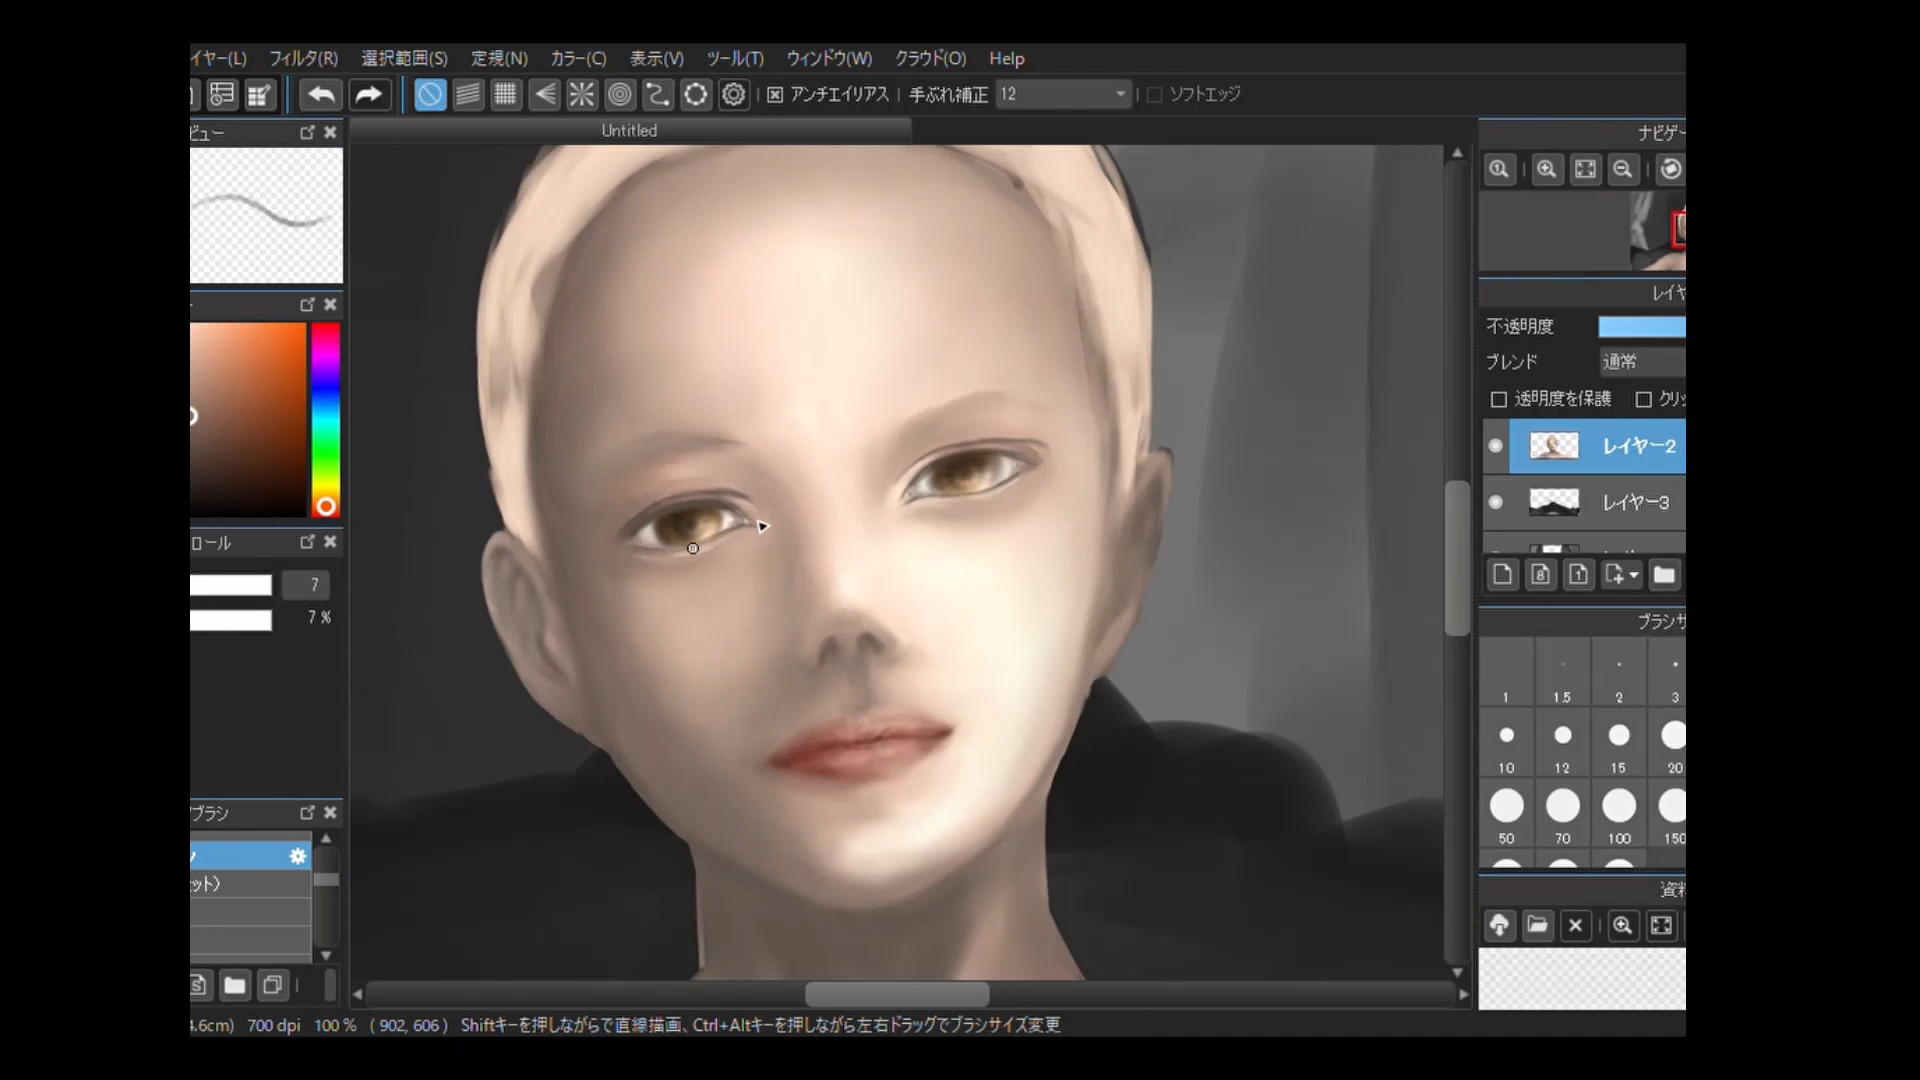 イヤー(L) フィルタ(R) 選択範囲(S) 定規(N) カラー(C) 表示(V) ツール(T) ウィンドウ(W) クラウド(O) Help
アンチエイリアス 手ぶれ補正 12 ソフトエッジ
ビュー
Untitled
ナビゲー
レイヤ
不透明度
ブレンド 通常
透明度を保護 クリッ
レイヤー2
レイヤー3
ロール
7
7 %
8 1
ブラシサ
1 1.5 2 3
10 12 15 20
50 70 100 150
ブラシ
ット)
資料
S
4.6cm) 700 dpi 100 % ( 902, 606 ) Shiftキーを押しながらで直線描画、Ctrl+Altキーを押しながら左右ドラッグでブラシサイズ変更